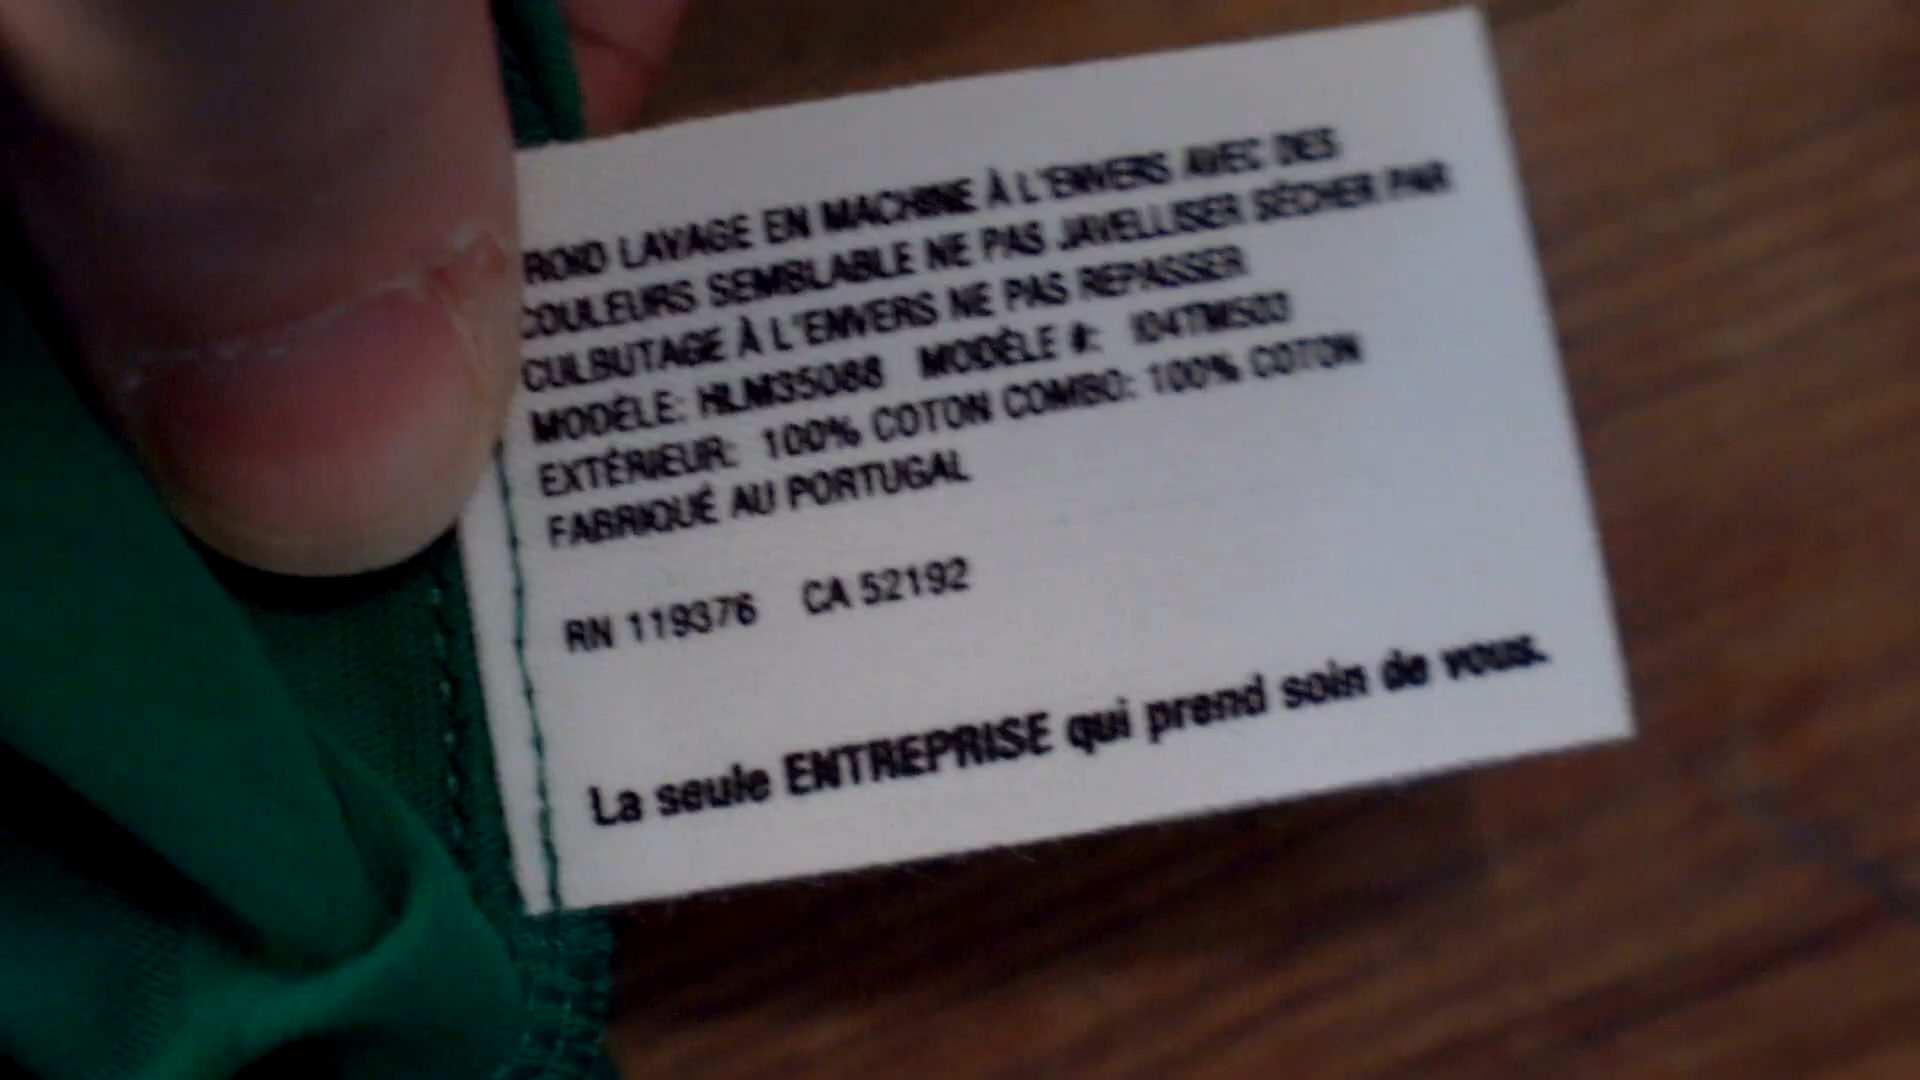 ROID LAVAGE EN MACHINE À L'ENVERS AVEC DES
COULEURS SEMBLABLE NE PAS JAVELLISER SÉCHER PAR
CULBUTAGE À L'ENVERS NE PAS REPASSER
MODÈLE: HLM35088 MODÈLE #: I047M503
EXTÉRIEUR: 100% COTON COMBO: 100% COTON
FABRIQUÉ AU PORTUGAL
RN 119376 CA 52192
La seule ENTREPRISE qui prend soin de vous.